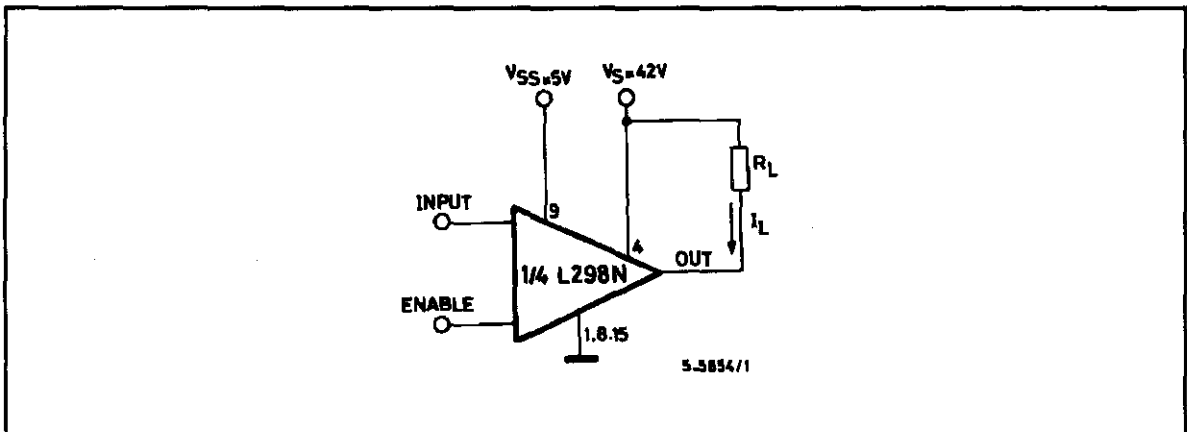 VSS=5V VS=42V
RL
INPUT
9
IL
4
OUT
1/4 L298N
ENABLE
1.8.15
5-5854/1